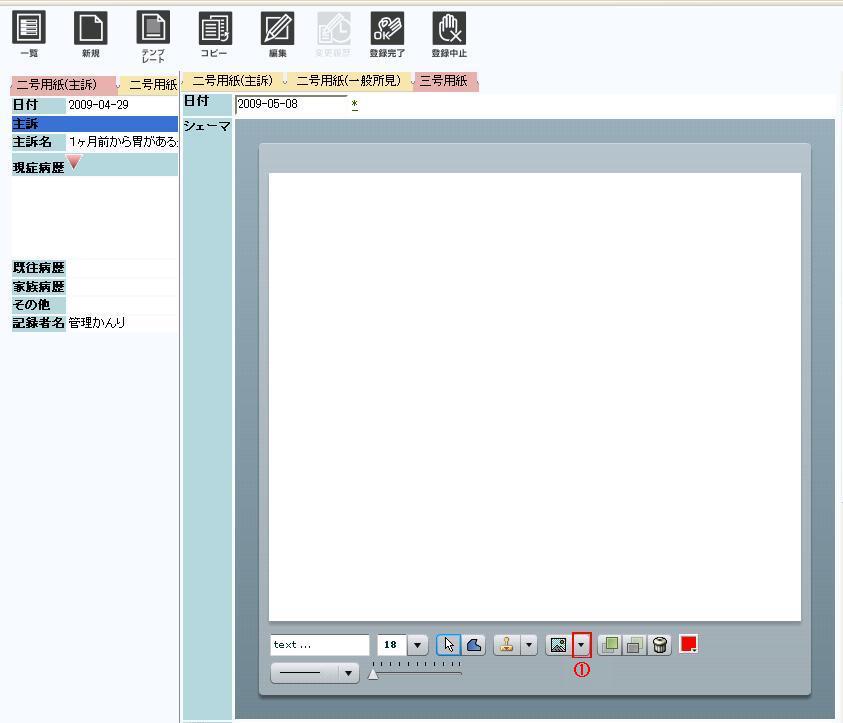 一覧
新規
テンプ
レート
コピー
編集
変更履歴
登録完了
登録中止
二号用紙(主訴)
二号用紙
二号用紙(主訴)
二号用紙(一般所見)
三号用紙
日付 2009-04-29
主訴
主訴名 1ヶ月前から胃がある
現症病歴
既往病歴
家族病歴
その他
記録者名 管理かんり
日付 2009-05-08 *
シェーマ
text...
18
①